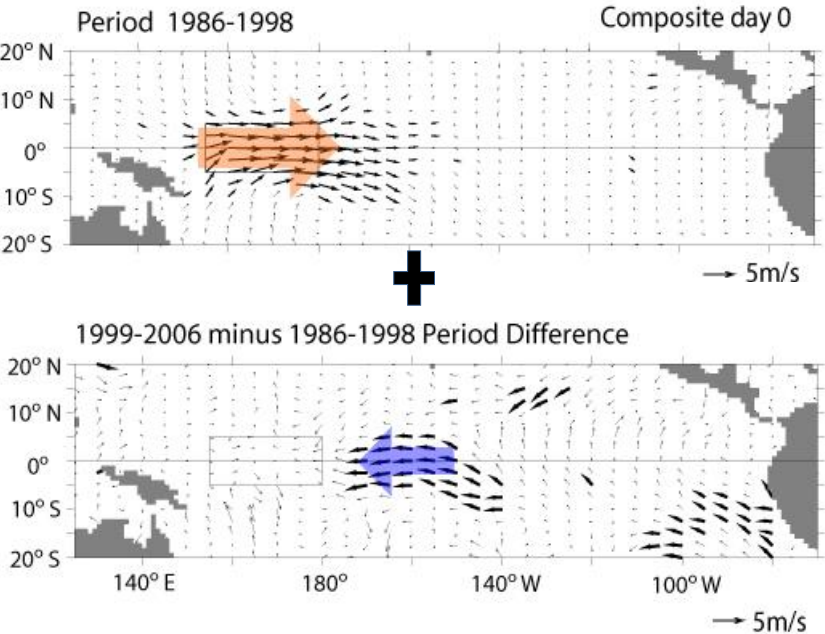 Period 1986-1998
Composite day 0
20° N
10° N
0°
10° S
20° S
5m/s
1999-2006 minus 1986-1998 Period Difference
20° N
10° N
0°
10° S
20° S
140° E
180°
140° W
100° W
5m/s